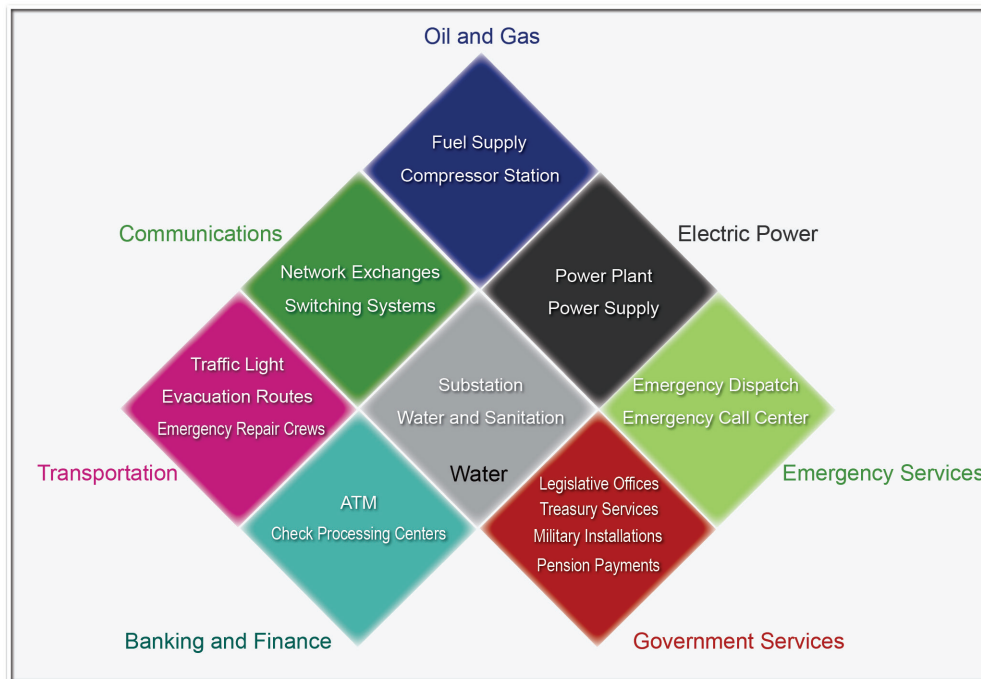 Oil and Gas
Fuel Supply
Compressor Station
Communications
Network Exchanges
Switching Systems
Electric Power
Power Plant
Power Supply
Traffic Light
Evacuation Routes
Emergency Repair Crews
Transportation
Substation
Water and Sanitation
Water
Emergency Dispatch
Emergency Call Center
Emergency Services
ATM
Check Processing Centers
Banking and Finance
Legislative Offices
Treasury Services
Military Installations
Pension Payments
Government Services